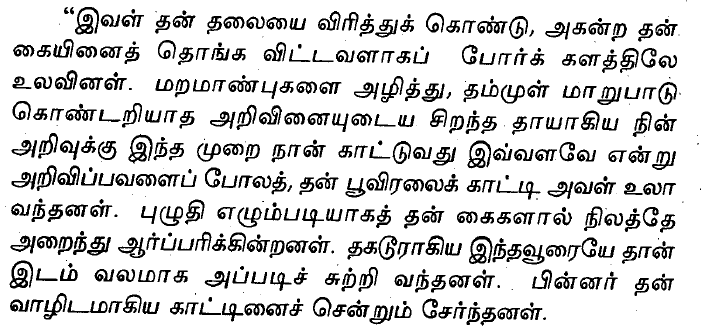 “இவள் தன் தலையை விரித்துக் கொண்டு, அகன்ற தன்
கையினைத் தொங்க விட்டவளாகப் போர்க் களத்திலே
உலவினள். மறமாண்புகளை அழித்து, தம்முள் மாறுபாடு
கொண்டறியாத அறிவினையுடைய சிறந்த தாயாகிய நின்
அறிவுக்கு இந்த முறை நான் காட்டுவது இவ்வளவே என்று
அறிவிப்பவளைப் போலத், தன் பூவிரலைக் காட்டி அவள் உலா
வந்தனள். புழுதி எழும்படியாகத் தன் கைகளால் நிலத்தே
அறைந்து ஆர்ப்பரிக்கின்றனள். தகடூராகிய இந்தவூரையே தான்
இடம் வலமாக அப்படிச் சுற்றி வந்தனள். பின்னர் தன்
வாழிடமாகிய காட்டினைச் சென்றும் சேர்ந்தனள்.